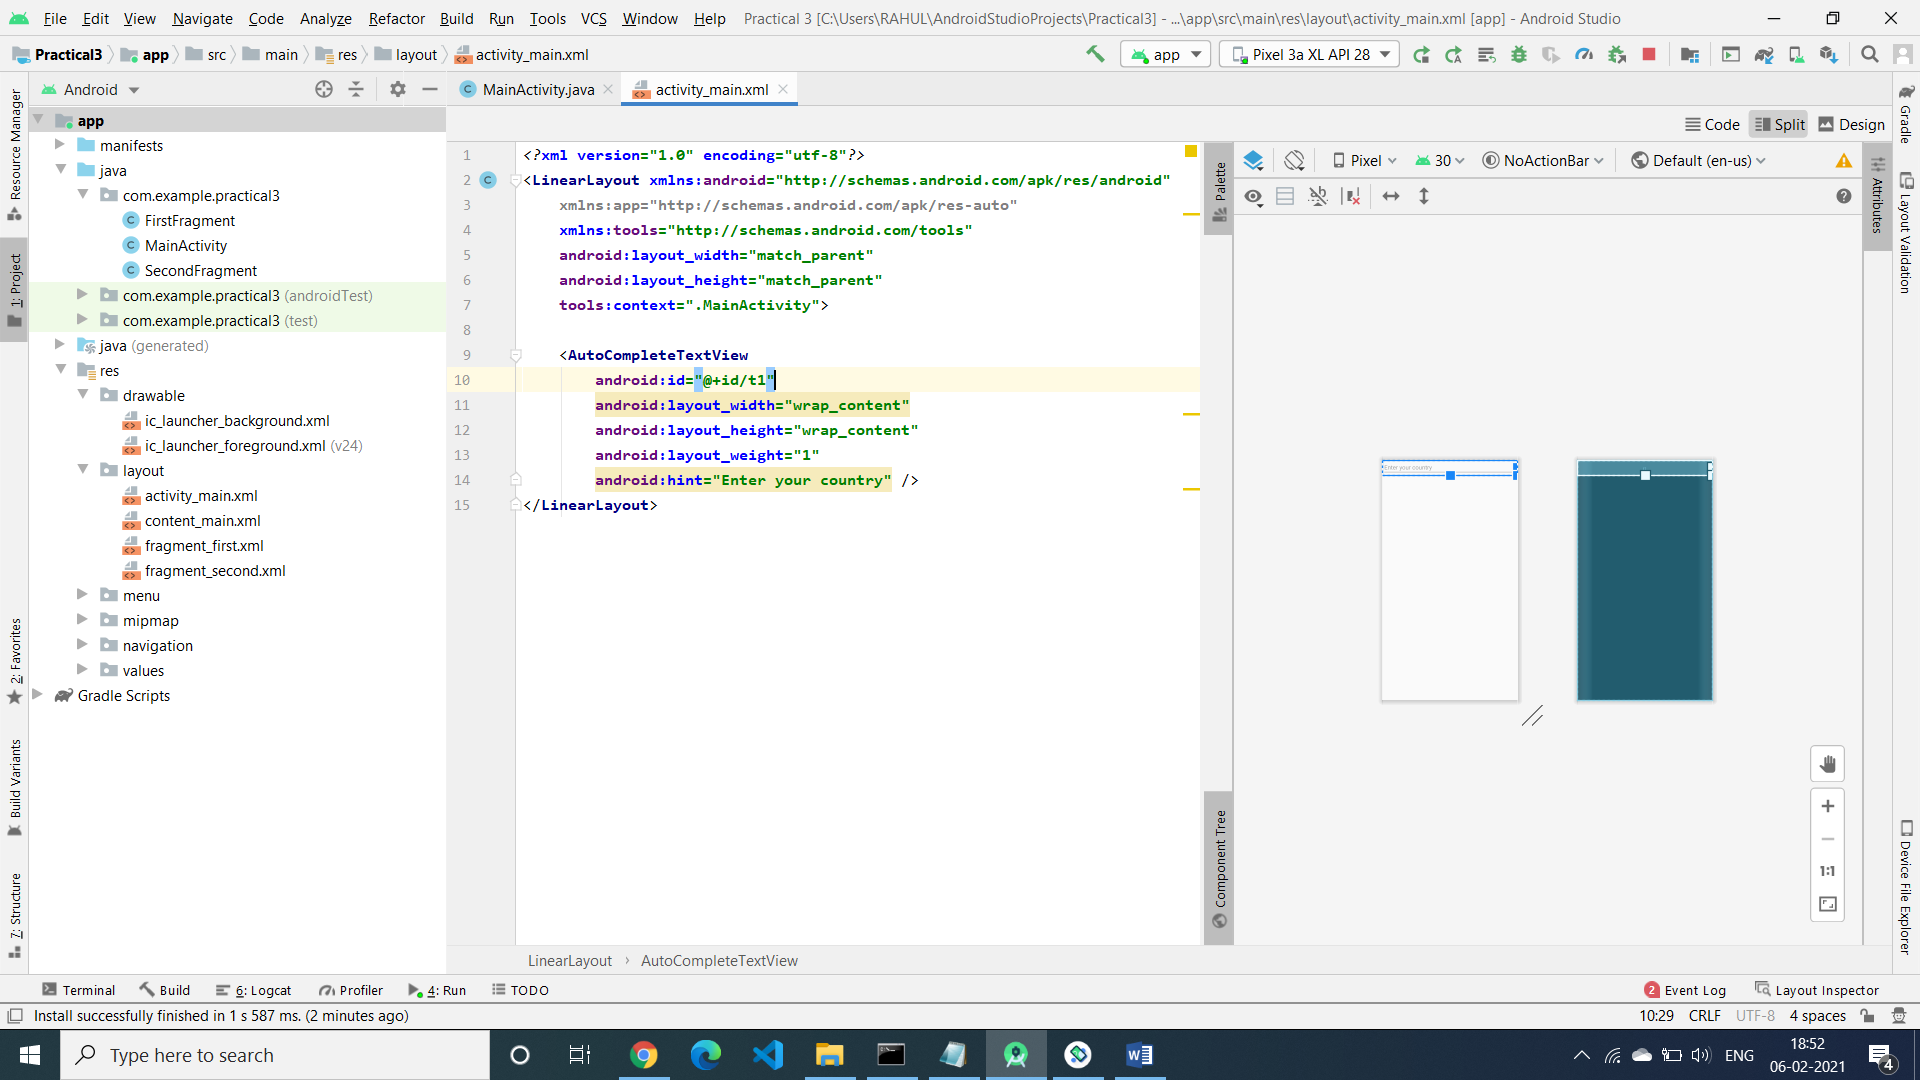 File Edit View Navigate Code Analyze Refactor Build Run Tools VCS Window Help Practical 3 [C:\Users\RAHUL\AndroidStudioProjects\Practical3] - ...\app\src\main\res\layout\activity_main.xml [app] - Android Studio
Practical3 app src main res layout activity_main.xml app Pixel 3a XL API 28
Android
MainActivity.java
activity_main.xml
Code Split Design
Resource Manager
1: Project
2: Favorites
Build Variants
7: Structure
app
manifests
java
com.example.practical3
FirstFragment
MainActivity
SecondFragment
com.example.practical3 (androidTest)
com.example.practical3 (test)
java (generated)
res
drawable
ic_launcher_background.xml
ic_launcher_foreground.xml (v24)
layout
activity_main.xml
content_main.xml
fragment_first.xml
fragment_second.xml
menu
mipmap
navigation
values
Gradle Scripts
1 <?xml version="1.0" encoding="utf-8"?>
2 <LinearLayout xmlns:android="http://schemas.android.com/apk/res/android"
3 xmlns:app="http://schemas.android.com/apk/res-auto"
4 xmlns:tools="http://schemas.android.com/tools"
5 android:layout_width="match_parent"
6 android:layout_height="match_parent"
7 tools:context=".MainActivity">
8
9 <AutoCompleteTextView
10 android:id="@+id/t1"
11 android:layout_width="wrap_content"
12 android:layout_height="wrap_content"
13 android:layout_weight="1"
14 android:hint="Enter your country" />
15 </LinearLayout>
LinearLayout › AutoCompleteTextView
Palette
Component Tree
Pixel 30 NoActionBar Default (en-us)
Enter your country
1:1
Attributes
Gradle
Layout Validation
Device File Explorer
Terminal Build 6: Logcat Profiler 4: Run TODO
2 Event Log Layout Inspector
Install successfully finished in 1 s 587 ms. (2 minutes ago)
10:29 CRLF UTF-8 4 spaces
Type here to search
ENG
18:52
06-02-2021
4